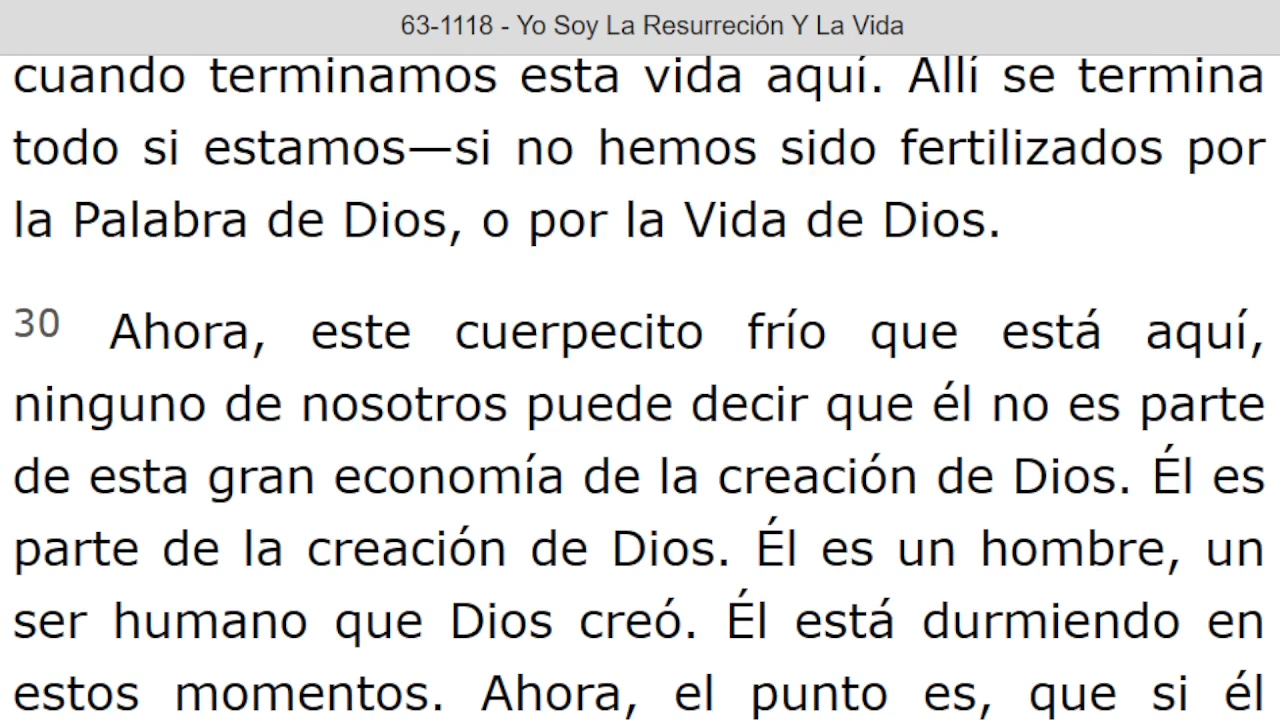 63-1118 - Yo Soy La Resurreción Y La Vida
cuando terminamos esta vida aquí. Allí se termina
todo si estamos—si no hemos sido fertilizados por
la Palabra de Dios, o por la Vida de Dios.
30 Ahora, este cuerpecito frío que está aquí,
ninguno de nosotros puede decir que él no es parte
de esta gran economía de la creación de Dios. Él es
parte de la creación de Dios. Él es un hombre, un
ser humano que Dios creó. Él está durmiendo en
estos momentos. Ahora, el punto es, que si él